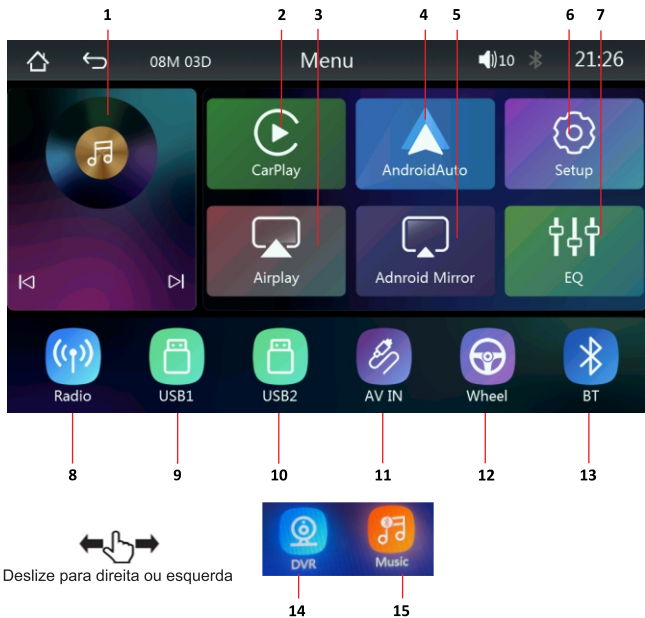 1 2 3 4 5 6 7
08M 03D Menu 10 21:26
CarPlay AndroidAuto Setup
Airplay Adnroid Mirror EQ
Radio USB1 USB2 AV IN Wheel BT
8 9 10 11 12 13
DVR Music
Deslize para direita ou esquerda
14 15